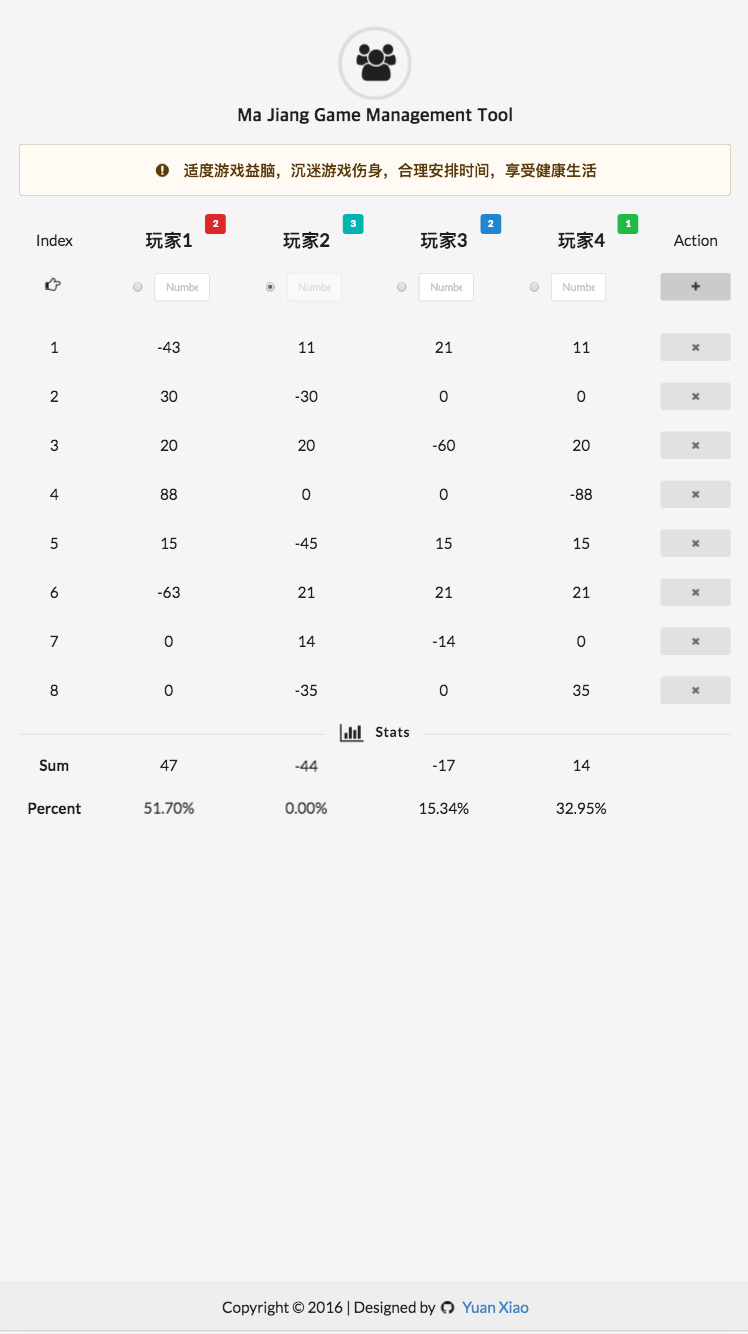 Ma Jiang Game Management Tool
适度游戏益脑，沉迷游戏伤身，合理安排时间，享受健康生活
Index 玩家1 2 玩家2 3 玩家3 2 玩家4 1 Action
Numbe Numbe Numbe Numbe
1 -43 11 21 11
2 30 -30 0 0
3 20 20 -60 20
4 88 0 0 -88
5 15 -45 15 15
6 -63 21 21 21
7 0 14 -14 0
8 0 -35 0 35
Stats
Sum 47 -44 -17 14
Percent 51.70% 0.00% 15.34% 32.95%
Copyright © 2016 | Designed by Yuan Xiao